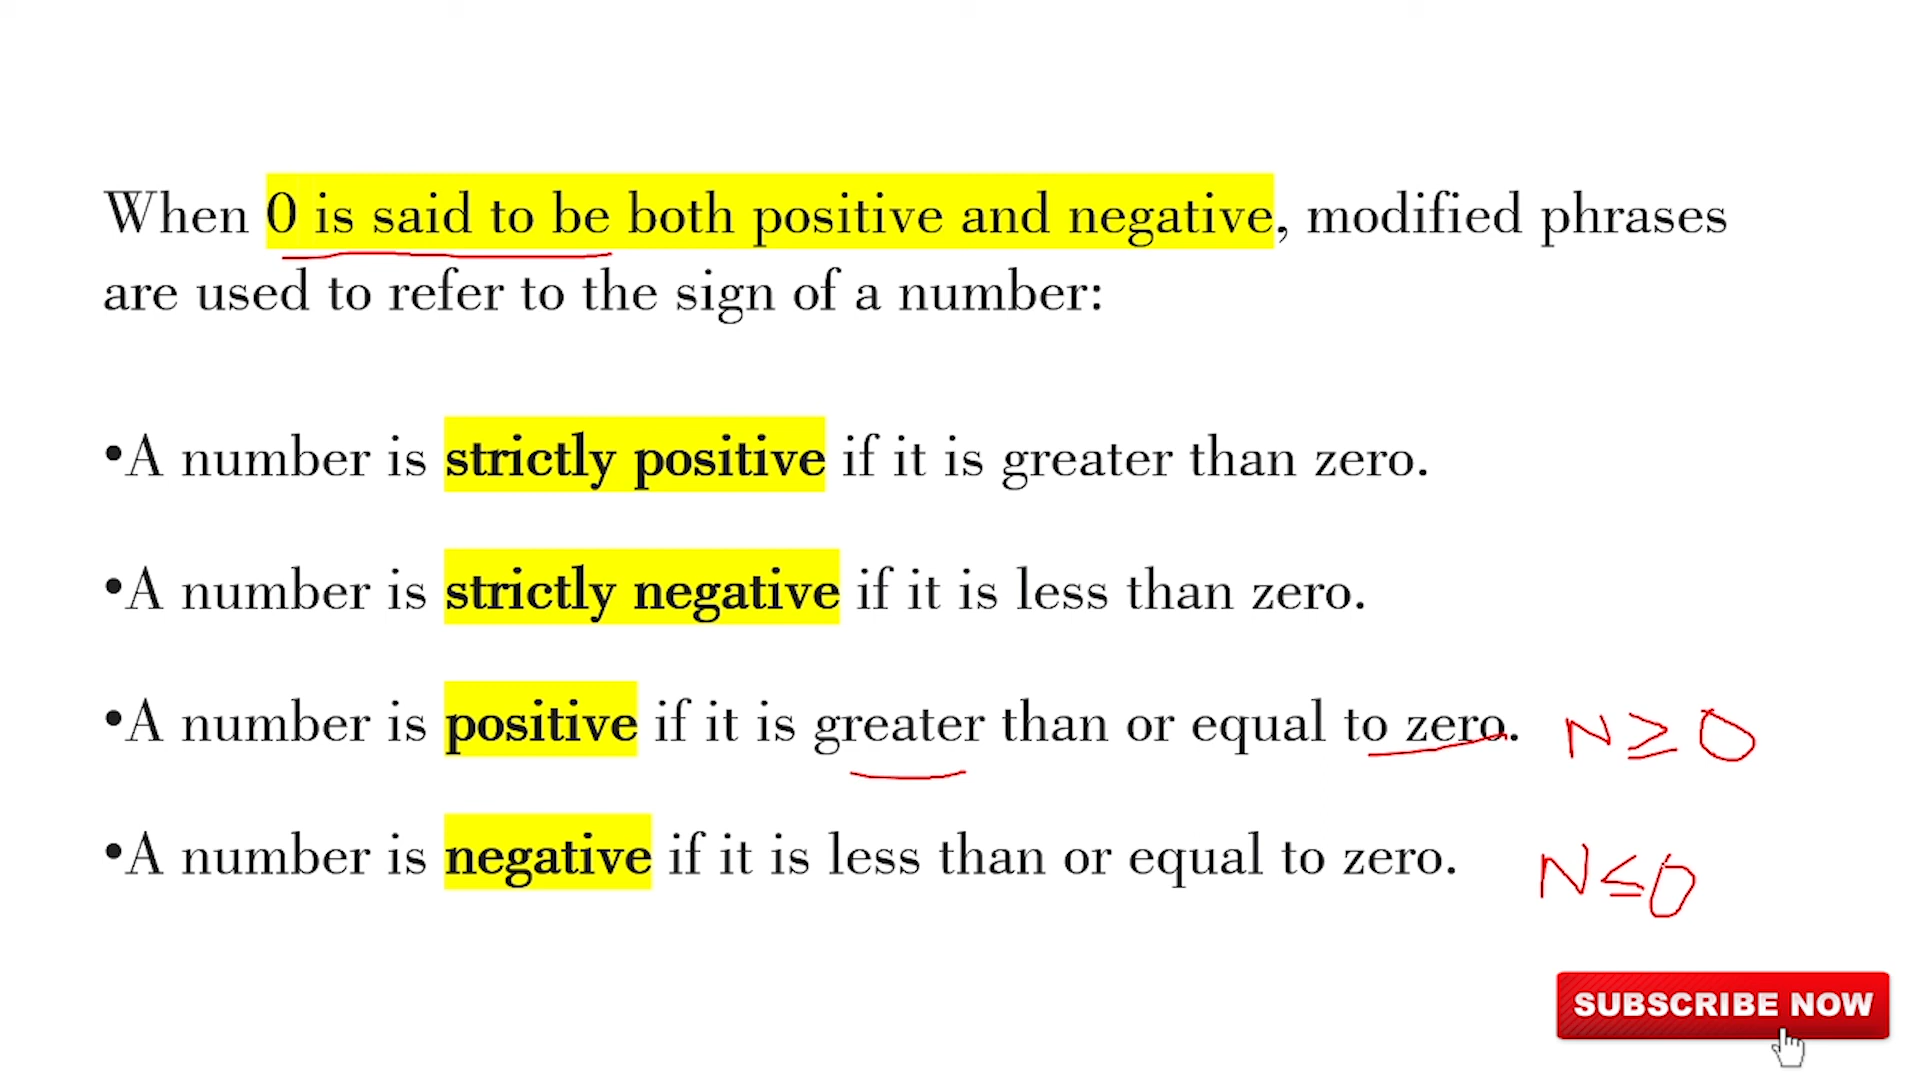 When 0 is said to be both positive and negative, modified phrases
are used to refer to the sign of a number:
•A number is strictly positive if it is greater than zero.
•A number is strictly negative if it is less than zero.
•A number is positive if it is greater than or equal to zero. N ≥ 0
•A number is negative if it is less than or equal to zero. N ≤ 0
SUBSCRIBE NOW